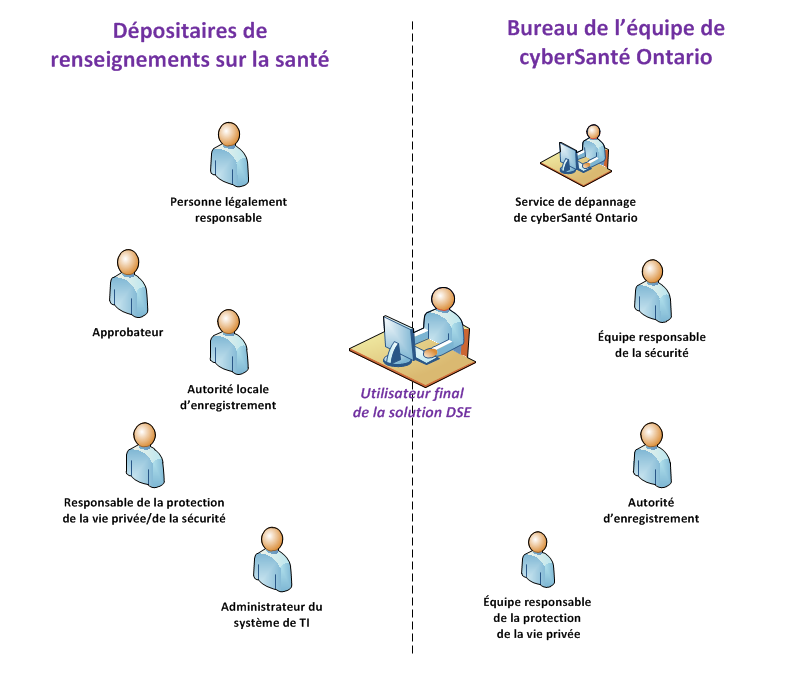 Dépositaires de
renseignements sur la santé
Personne légalement
responsable
Approbateur
Autorité locale
d'enregistrement
Responsable de la protection
de la vie privée/de la sécurité
Administrateur du
système de TI
Utilisateur final
de la solution DSE
Bureau de l'équipe de
cyberSanté Ontario
Service de dépannage
de cyberSanté Ontario
Équipe responsable
de la sécurité
Autorité
d'enregistrement
Équipe responsable
de la protection
de la vie privée